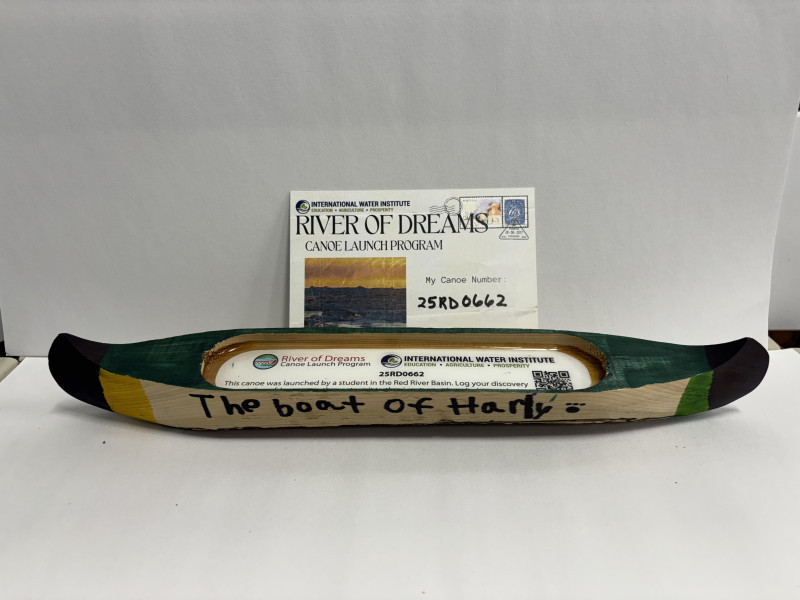 INTERNATIONAL WATER INSTITUTE
EDUCATION • AGRICULTURE • PROSPERITY
RIVER OF DREAMS
CANOE LAUNCH PROGRAM
My Canoe Number:
25RD0662
River of Dreams
Canoe Launch Program
INTERNATIONAL WATER INSTITUTE
EDUCATION • AGRICULTURE • PROSPERITY
25RD0662
This canoe was launched by a student in the Red River Basin. Log your discovery
The boat of